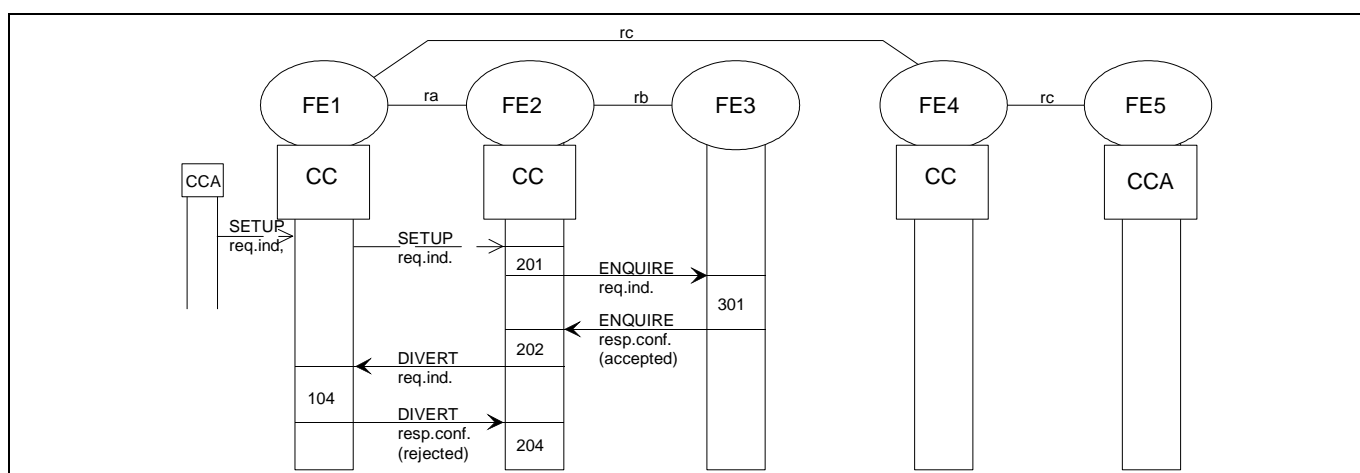 rc
FE1
ra
FE2
rb
FE3
FE4
rc
FE5
CCA
CC
CC
CC
CCA
SETUP
req.ind,
SETUP
req.ind.
201
ENQUIRE
req.ind.
301
ENQUIRE
resp.conf.
(accepted)
202
DIVERT
req.ind.
104
DIVERT
resp.conf.
(rejected)
204